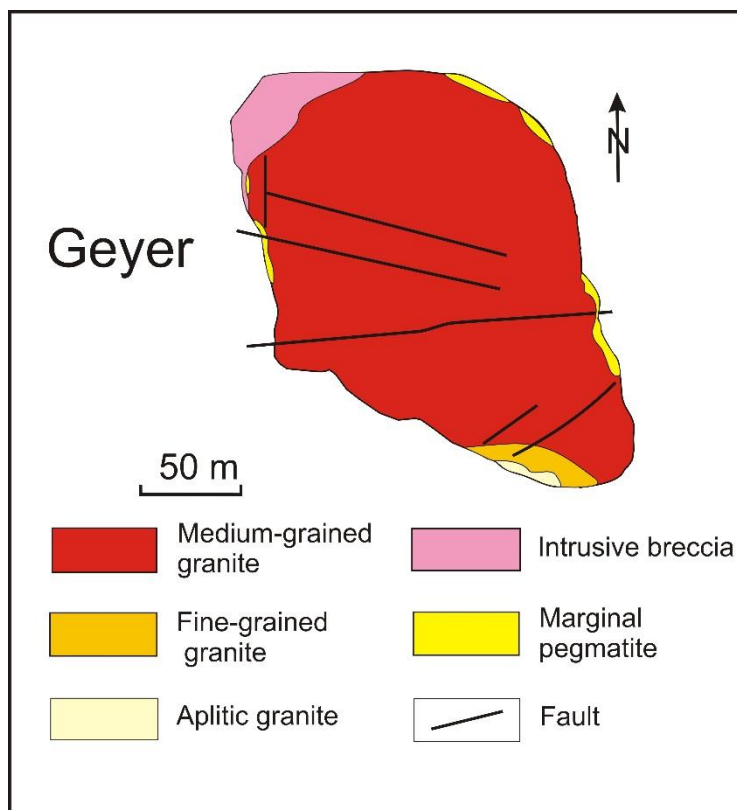 N
Geyer
50 m
Medium-grained
granite
Intrusive breccia
Fine-grained
granite
Marginal
pegmatite
Aplitic granite
Fault